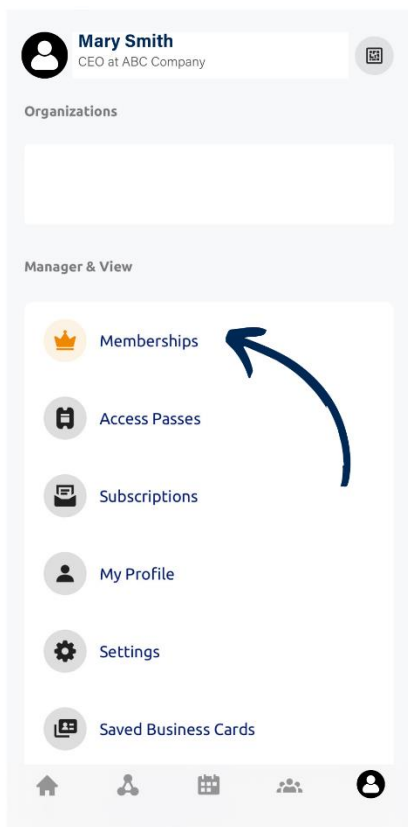 Mary Smith
CEO at ABC Company
Organizations
Manager & View
Memberships
Access Passes
Subscriptions
My Profile
Settings
Saved Business Cards